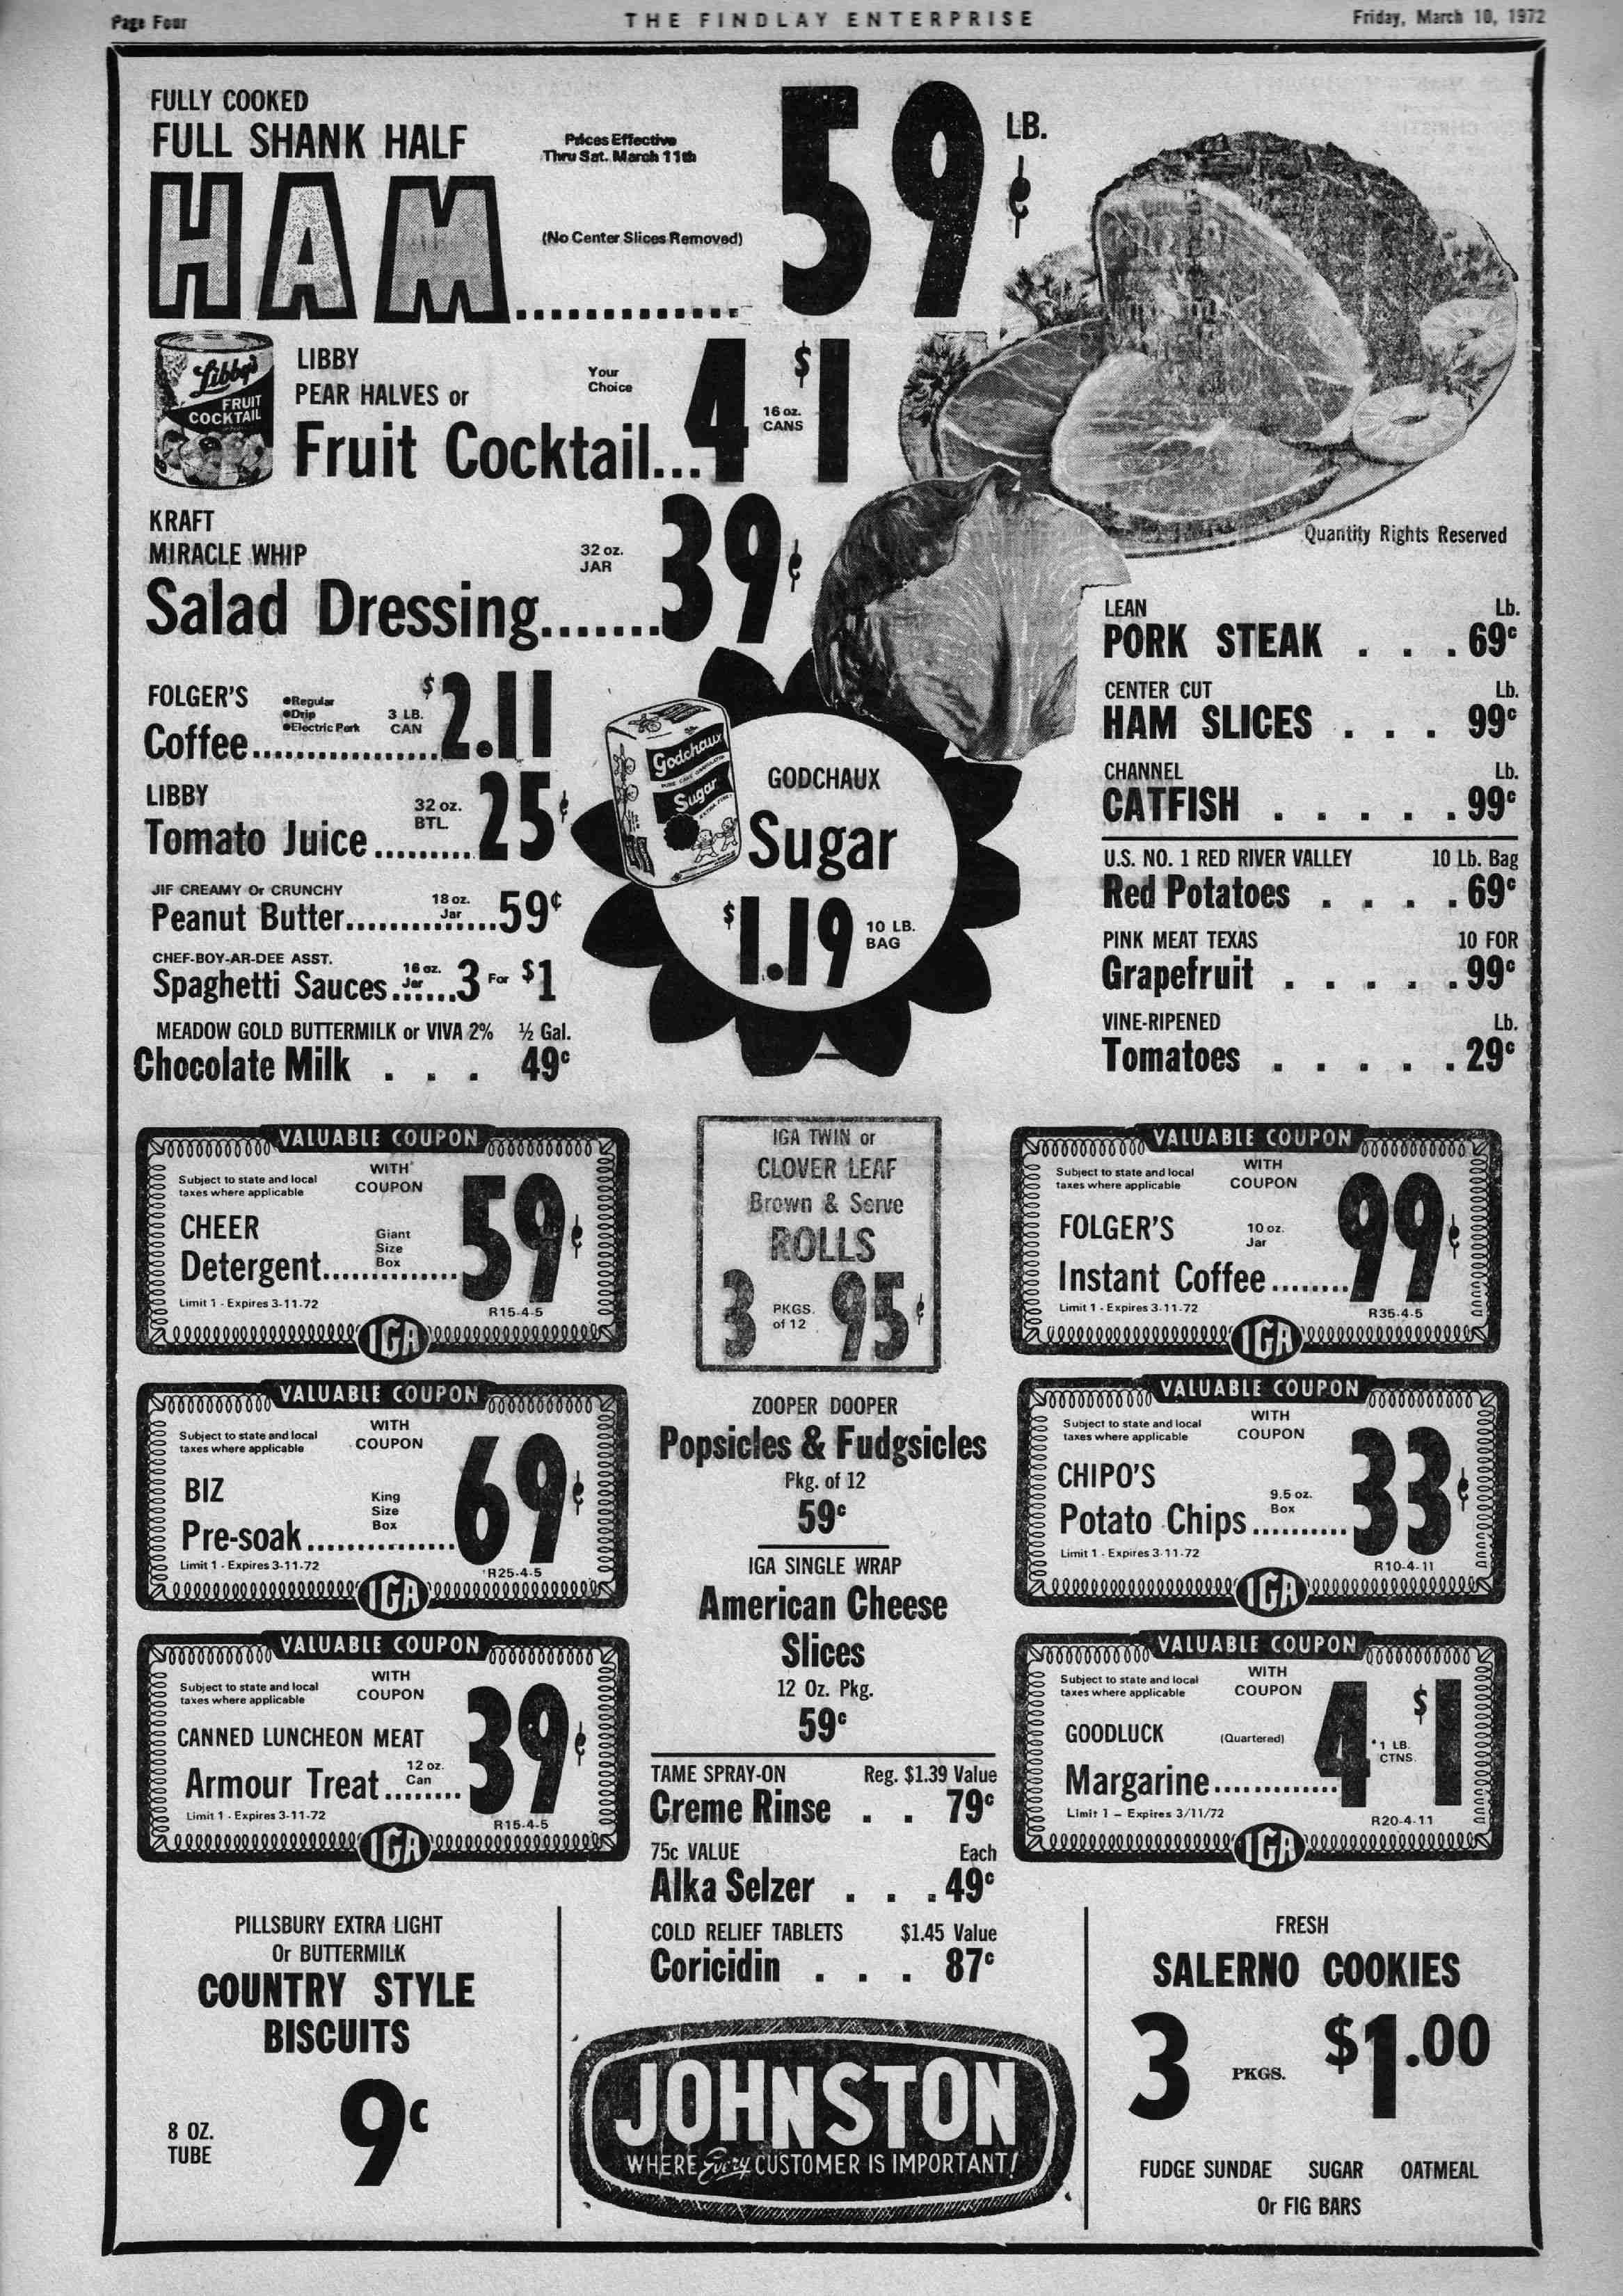 Page Four
THE FINDLAY ENTERPRISE
Friday, March 10, 1972
FULLY COOKED
FULL SHANK HALF
HAM
Prices Effective
Thru Sat. March 11th
(No Center Slices Removed)
59¢ LB.
Libby's
FRUIT
COCKTAIL
LIBBY
PEAR HALVES or
Fruit Cocktail...
Your
Choice
4 16 oz. CANS $1
KRAFT
MIRACLE WHIP
Salad Dressing.......
32 oz.
JAR
39¢
Quantity Rights Reserved
FOLGER'S
●Regular
●Drip
●Electric Perk
3 LB.
CAN
Coffee.................
$2.11
LIBBY
Tomato Juice.........
32 oz.
BTL.
25¢
JIF CREAMY Or CRUNCHY
Peanut Butter...............
18 oz.
Jar
59¢
CHEF-BOY-AR-DEE ASST.
Spaghetti Sauces.......
16 oz.
Jar
3 For $1
MEADOW GOLD BUTTERMILK or VIVA 2% ½ Gal.
Chocolate Milk . . . 49c
Godchaux
PURE CANE GRANULATED
Sugar
EXTRA FINE
GODCHAUX
Sugar
$1.19 10 LB.
BAG
LEAN Lb.
PORK STEAK . . . 69c
CENTER CUT Lb.
HAM SLICES . . . 99c
CHANNEL Lb.
CATFISH . . . . . 99c
U.S. NO. 1 RED RIVER VALLEY 10 Lb. Bag
Red Potatoes . . . . 69c
PINK MEAT TEXAS 10 FOR
Grapefruit . . . . . 99c
VINE-RIPENED Lb.
Tomatoes . . . . . 29c
VALUABLE COUPON
Subject to state and local
taxes where applicable
WITH
COUPON
CHEER
Detergent...............
Giant
Size
Box
59¢
Limit 1 - Expires 3-11-72
R15-4-5
IGA
IGA TWIN or
CLOVER LEAF
Brown & Serve
ROLLS
3 PKGS.
of 12 95¢
VALUABLE COUPON
Subject to state and local
taxes where applicable
WITH
COUPON
FOLGER'S
10 oz.
Jar
Instant Coffee........
99¢
Limit 1 - Expires 3-11-72
R35-4-5
IGA
VALUABLE COUPON
Subject to state and local
taxes where applicable
WITH
COUPON
BIZ
Pre-soak................
King
Size
Box
69¢
Limit 1 - Expires 3-11-72
R25-4-5
IGA
ZOOPER DOOPER
Popsicles & Fudgsicles
Pkg. of 12
59c
IGA SINGLE WRAP
American Cheese
Slices
12 Oz. Pkg.
59c
VALUABLE COUPON
Subject to state and local
taxes where applicable
WITH
COUPON
CHIPO'S
Potato Chips..........
9.5 oz.
Box
33¢
Limit 1 - Expires 3-11-72
R10-4-11
IGA
VALUABLE COUPON
Subject to state and local
taxes where applicable
WITH
COUPON
CANNED LUNCHEON MEAT
Armour Treat........
12 oz.
Can
39¢
Limit 1 - Expires 3-11-72
R15-4-5
IGA
TAME SPRAY-ON Reg. $1.39 Value
Creme Rinse . . 79c
75c VALUE Each
Alka Selzer . . . 49c
COLD RELIEF TABLETS $1.45 Value
Coricidin . . . 87c
VALUABLE COUPON
Subject to state and local
taxes where applicable
WITH
COUPON
GOODLUCK (Quartered)
Margarine..............
4 1 LB.
CTNS. $1
Limit 1 – Expires 3/11/72
R20-4-11
IGA
PILLSBURY EXTRA LIGHT
Or BUTTERMILK
COUNTRY STYLE
BISCUITS
8 OZ.
TUBE
9c
JOHNSTON
WHERE Every CUSTOMER IS IMPORTANT!
FRESH
SALERNO COOKIES
3 PKGS. $1.00
FUDGE SUNDAE SUGAR OATMEAL
Or FIG BARS